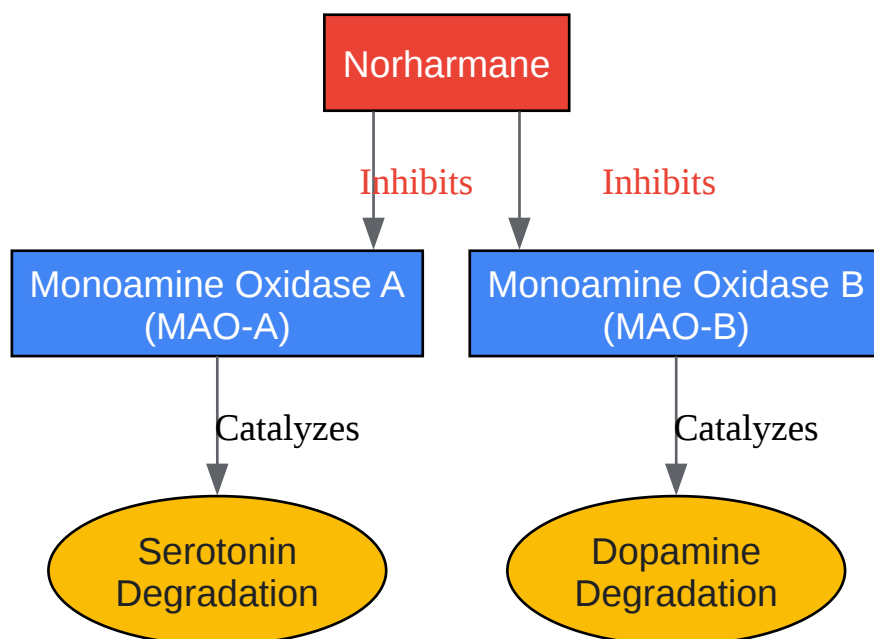 Norharmane
Inhibits
Inhibits
Monoamine Oxidase A
(MAO-A)
Monoamine Oxidase B
(MAO-B)
Catalyzes
Catalyzes
Serotonin
Degradation
Dopamine
Degradation